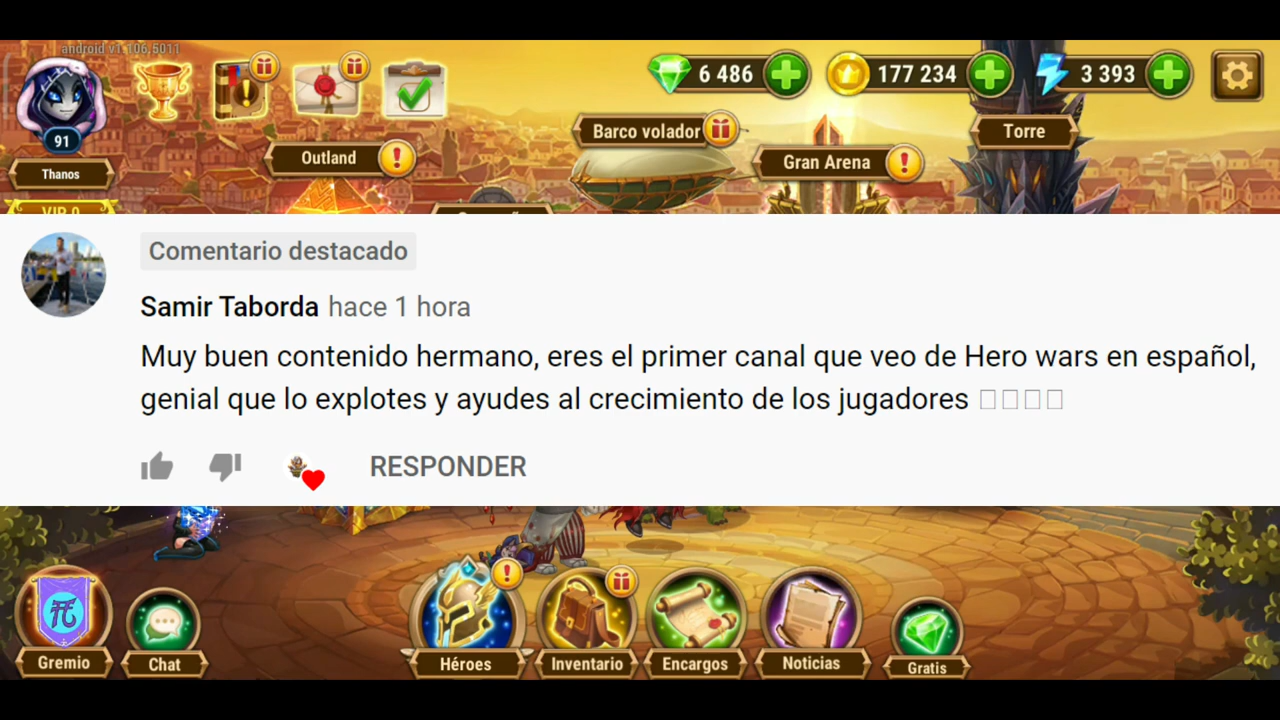 android v1.106.5011
6 486
177 234
3 393
91
Thanos
VIP 0
Outland
Barco volador
Gran Arena
Torre
Comentario destacado
Samir Taborda hace 1 hora
Muy buen contenido hermano, eres el primer canal que veo de Hero wars en español,
genial que lo explotes y ayudes al crecimiento de los jugadores
RESPONDER
Gremio
Chat
Héroes
Inventario
Encargos
Noticias
Gratis